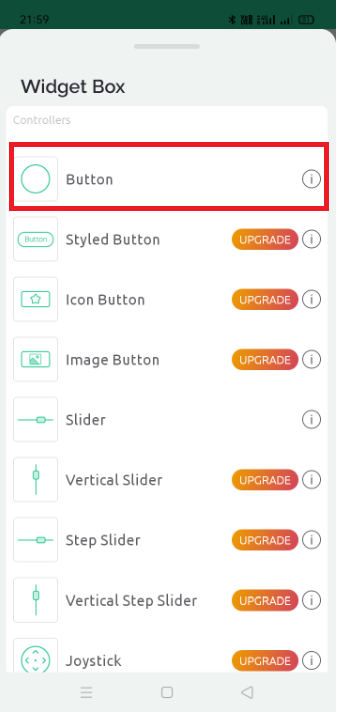 21:59
Widget Box
Controllers
Button
Button Styled Button UPGRADE
Icon Button UPGRADE
Image Button UPGRADE
Slider
Vertical Slider UPGRADE
Step Slider UPGRADE
Vertical Step Slider UPGRADE
Joystick UPGRADE